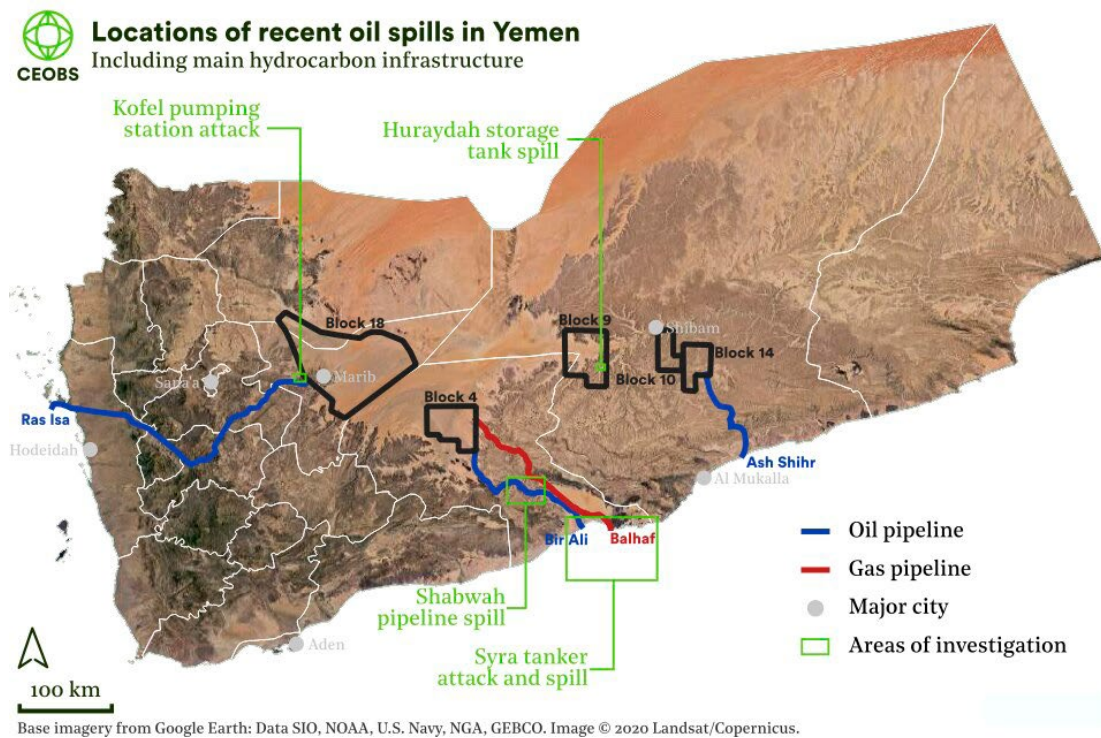 Locations of recent oil spills in Yemen
Including main hydrocarbon infrastructure
CEOBS
Kofel pumping
station attack
Huraydah storage
tank spill
Block 18
Block 9
Shibam
Block 14
Block 10
Sana'a
Marib
Block 4
Ras Isa
Hodeidah
Ash Shihr
Al Mukalla
Bir Ali
Balhaf
Shabwah
pipeline spill
Syra tanker
attack and spill
Aden
Oil pipeline
Gas pipeline
Major city
Areas of investigation
100 km
Base imagery from Google Earth: Data SIO, NOAA, U.S. Navy, NGA, GEBCO. Image © 2020 Landsat/Copernicus.